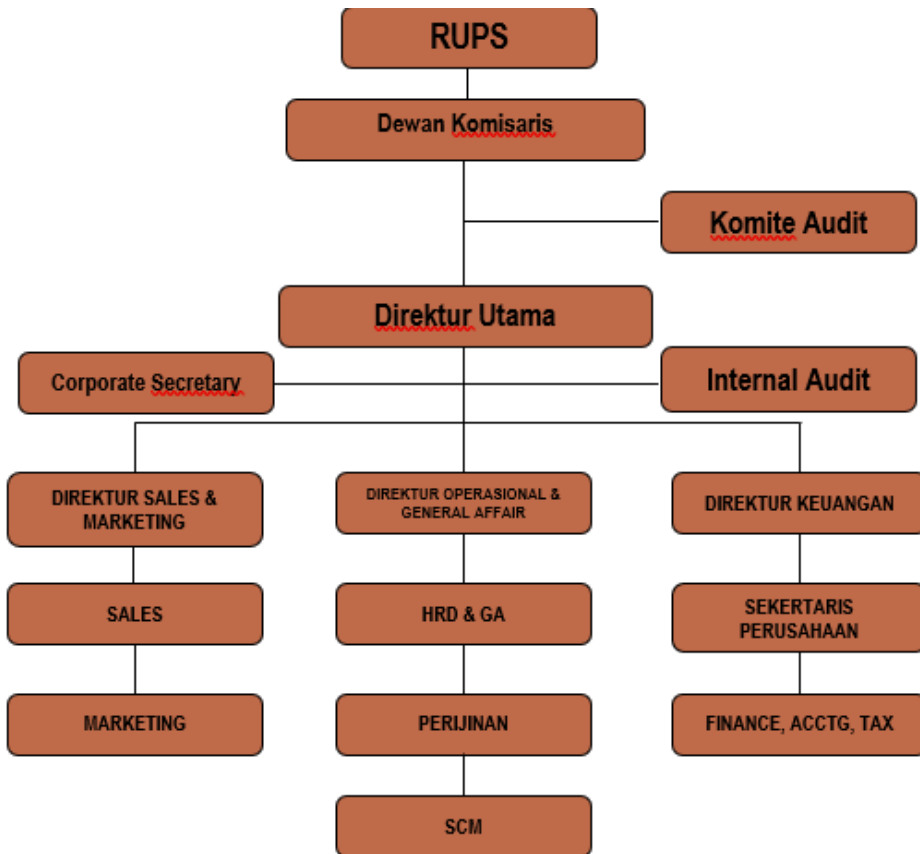 RUPS
Dewan Komisaris
Komite Audit
Direktur Utama
Corporate Secretary
Internal Audit
DIREKTUR SALES &
MARKETING
DIREKTUR OPERASIONAL &
GENERAL AFFAIR
DIREKTUR KEUANGAN
SALES
HRD & GA
SEKERTARIS
PERUSAHAAN
MARKETING
PERIJINAN
FINANCE, ACCTG, TAX
SCM